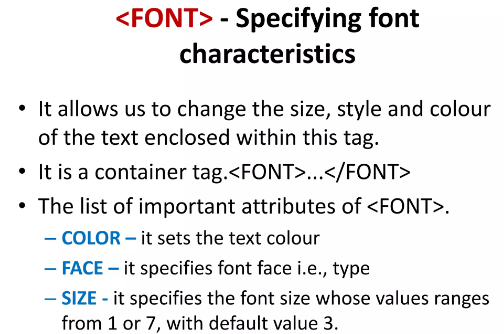 <FONT> - Specifying font
characteristics
• It allows us to change the size, style and colour
of the text enclosed within this tag.
• It is a container tag.<FONT>...</FONT>
• The list of important attributes of <FONT>.
– COLOR – it sets the text colour
– FACE – it specifies font face i.e., type
– SIZE - it specifies the font size whose values ranges
from 1 or 7, with default value 3.